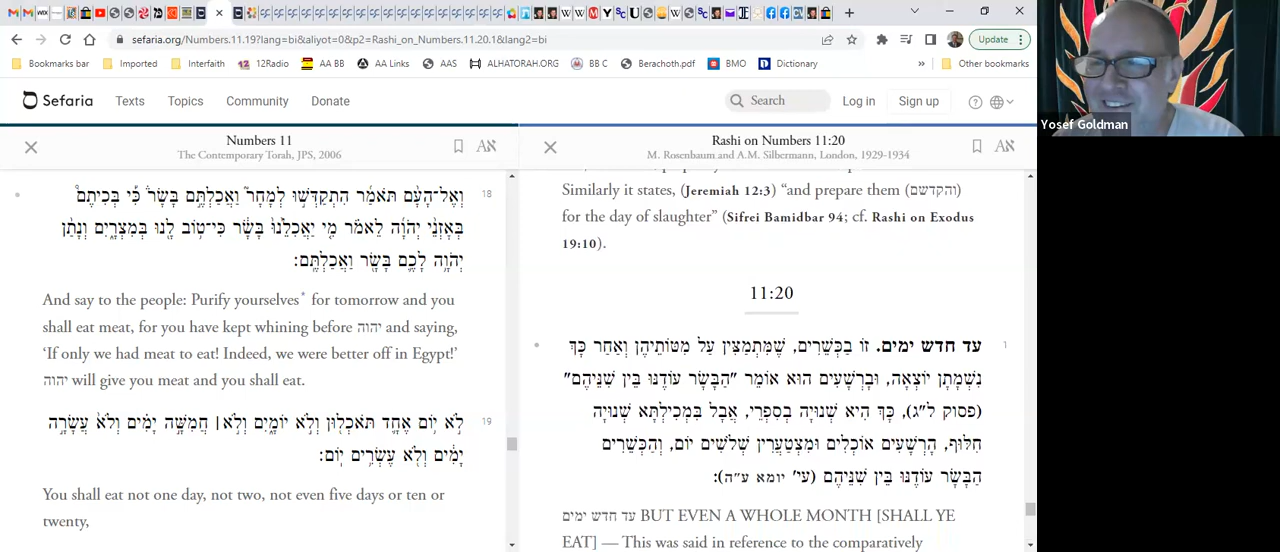 sefaria.org/Numbers.11.19?lang=bi&aliyot=0&p2=Rashi_on_Numbers.11.20.1&lang2=bi
Update
Bookmarks bar
Imported
Interfaith
12Radio
AA BB
AA Links
AAS
ALHATORAH.ORG
BB C
Berachoth.pdf
BMO
Dictionary
»
Other bookmarks
Sefaria
Texts
Topics
Community
Donate
Search
Log in
Sign up
Yosef Goldman
Numbers 11
The Contemporary Torah, JPS, 2006
18
וְאֶל־הָעָ֨ם תֹּאמַ֜ר הִתְקַדְּשׁ֣וּ לְמָחָר֮ וַאֲכַלְתֶּ֣ם בָּשָׂר֒ כִּ֡י בְּכִיתֶם֩
בְּאׇזְנֵ֨י יְהֹוָ֜ה לֵאמֹ֗ר מִ֤י יַאֲכִלֵ֙נוּ֙ בָּשָׂ֔ר כִּי־ט֥וֹב לָ֖נוּ בְּמִצְרָ֑יִם וְנָתַ֨ן
יְהֹוָ֥ה לָכֶ֛ם בָּשָׂ֖ר וַאֲכַלְתֶּֽם׃
And say to the people: Purify yourselves* for tomorrow and you
shall eat meat, for you have kept whining before יהוה and saying,
‘If only we had meat to eat! Indeed, we were better off in Egypt!’
יהוה will give you meat and you shall eat.
19
לֹ֣א י֥וֹם אֶחָ֛ד תֹּאכְל֖וּן וְלֹ֣א יוֹמָ֑יִם וְלֹ֣א ׀ חֲמִשָּׁ֣ה יָמִ֗ים וְלֹא֙ עֲשָׂרָ֣ה
יָמִ֔ים וְלֹ֖א עֶשְׂרִ֥ים יֽוֹם׃
You shall eat not one day, not two, not even five days or ten or
twenty,
Rashi on Numbers 11:20
M. Rosenbaum and A.M. Silbermann, London, 1929-1934
Similarly it states, (Jeremiah 12:3) “and prepare them (והקדשם)
for the day of slaughter” (Sifrei Bamidbar 94; cf. Rashi on Exodus
19:10).
11:20
1
עד חדש ימים. זוֹ בַכְּשֵׁרִים, שֶׁמִּתְמַצִּין עַל מִטּוֹתֵיהֶן וְאַחַר כָּךְ
נִשְׁמָתָן יוֹצְאָה, וּבָרְשָׁעִים הוּא אוֹמֵר "הַבָּשָׂר עוֹדֶנּוּ בֵּין שִׁנֵּיהֶם"
(פסוק ל"ג), כָּךְ הִיא שְׁנוּיָה בְסִפְרֵי, אֲבָל בִּמְכִילְתָּא שְׁנוּיָה
חִלּוּף, הָרְשָׁעִים אוֹכְלִים וּמִצְטַעֲרִין שְׁלֹשִׁים יוֹם, וְהַכְּשֵׁרִים
הַבָּשָׂר עוֹדֶנּוּ בֵּין שִׁנֵּיהֶם (עי' יומא ע"ה):
עד חדש ימים BUT EVEN A WHOLE MONTH [SHALL YE
EAT] — This was said in reference to the comparatively